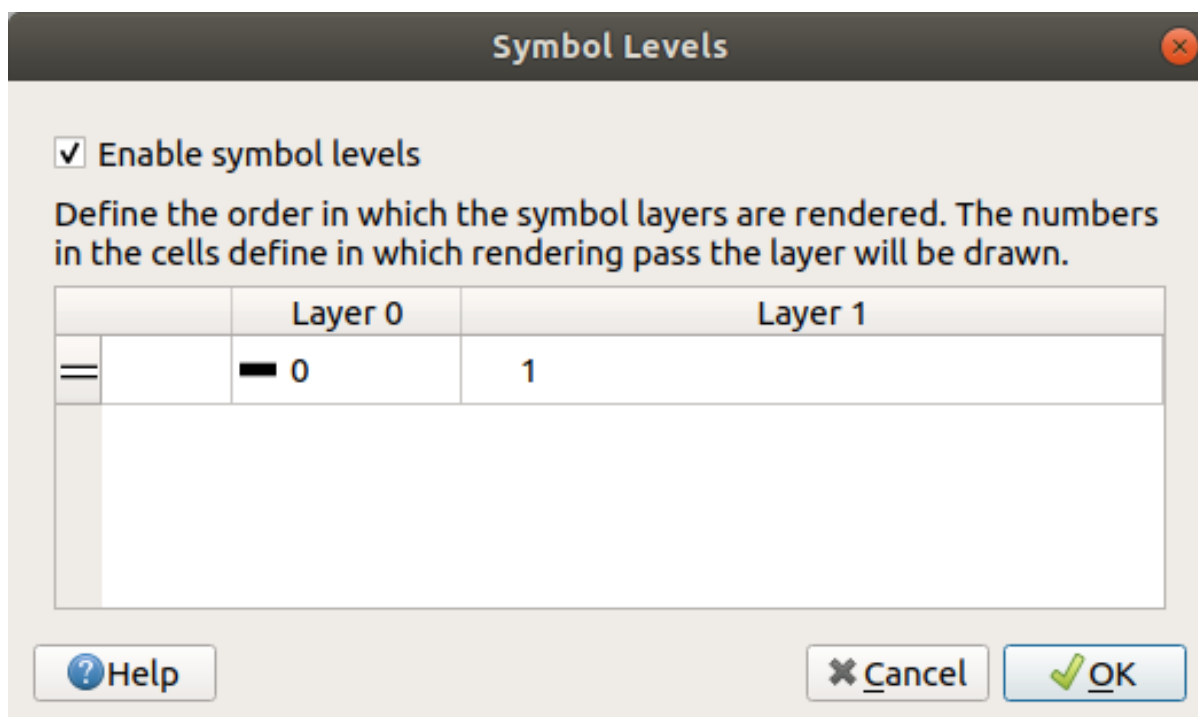 Symbol Levels
Enable symbol levels
Define the order in which the symbol layers are rendered. The numbers
in the cells define in which rendering pass the layer will be drawn.
Layer 0 Layer 1
0 1
Help Cancel OK